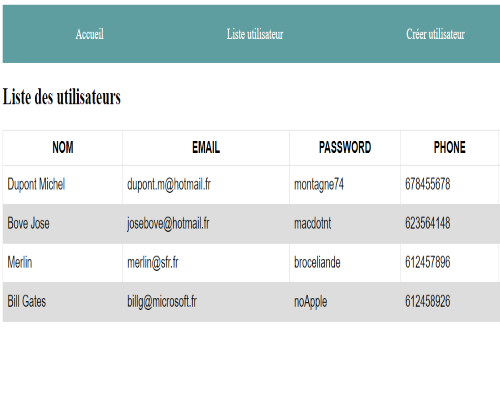 Accueil Liste utilisateur Créer utilisateur
Liste des utilisateurs
NOM EMAIL PASSWORD PHONE
Dupont Michel dupont.m@hotmail.fr montagne74 678455678
Bove Jose josebove@hotmail.fr macdotnt 623564148
Merlin merlin@sfr.fr broceliande 612457896
Bill Gates billg@microsoft.fr noApple 612458926